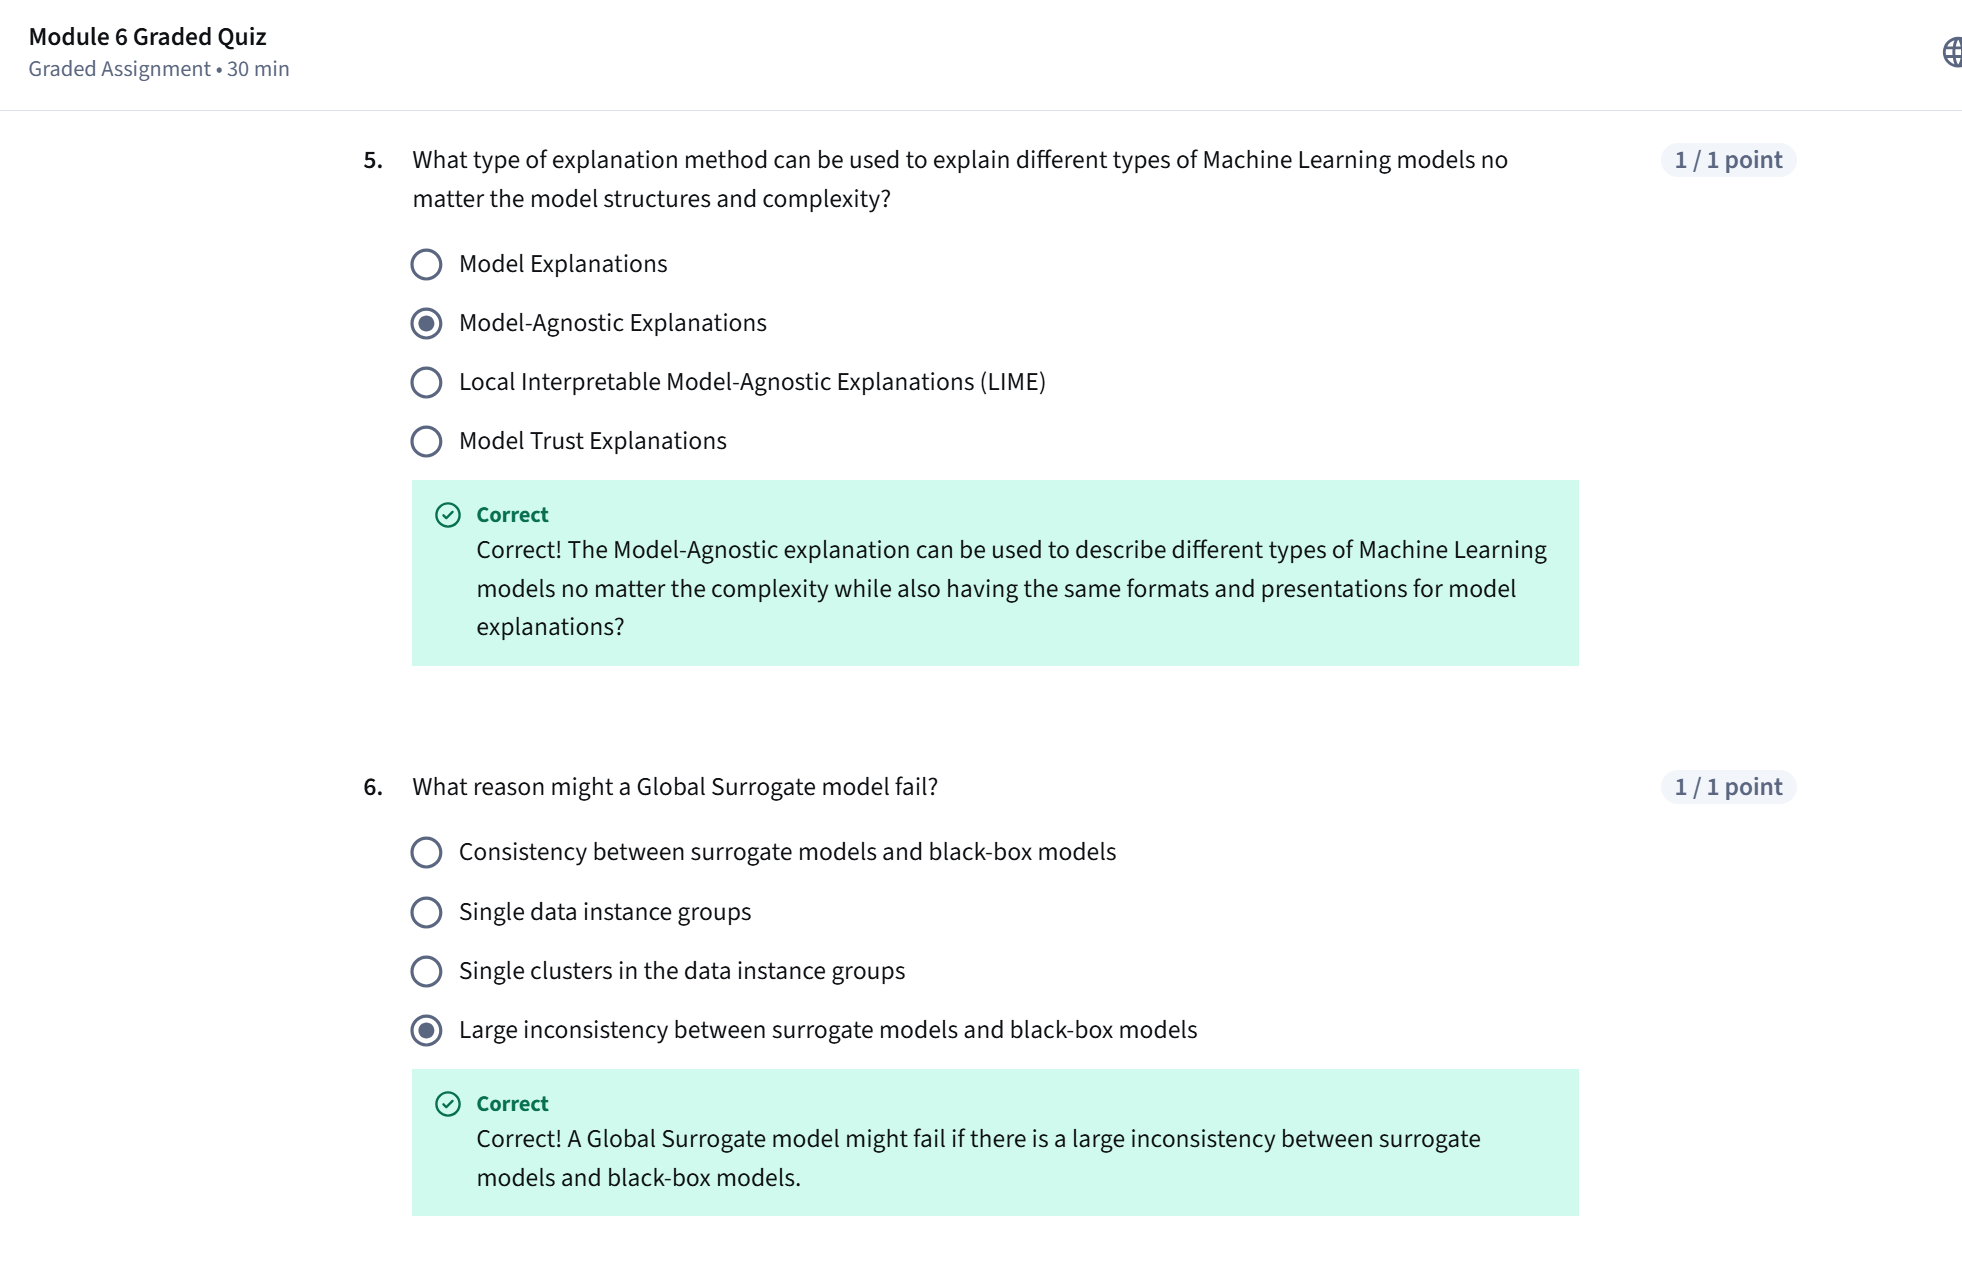 Module 6 Graded Quiz
Graded Assignment • 30 min
5. What type of explanation method can be used to explain different types of Machine Learning models no
matter the model structures and complexity?
1 / 1 point
Model Explanations
Model-Agnostic Explanations
Local Interpretable Model-Agnostic Explanations (LIME)
Model Trust Explanations
Correct
Correct! The Model-Agnostic explanation can be used to describe different types of Machine Learning
models no matter the complexity while also having the same formats and presentations for model
explanations?
6. What reason might a Global Surrogate model fail?
1 / 1 point
Consistency between surrogate models and black-box models
Single data instance groups
Single clusters in the data instance groups
Large inconsistency between surrogate models and black-box models
Correct
Correct! A Global Surrogate model might fail if there is a large inconsistency between surrogate
models and black-box models.